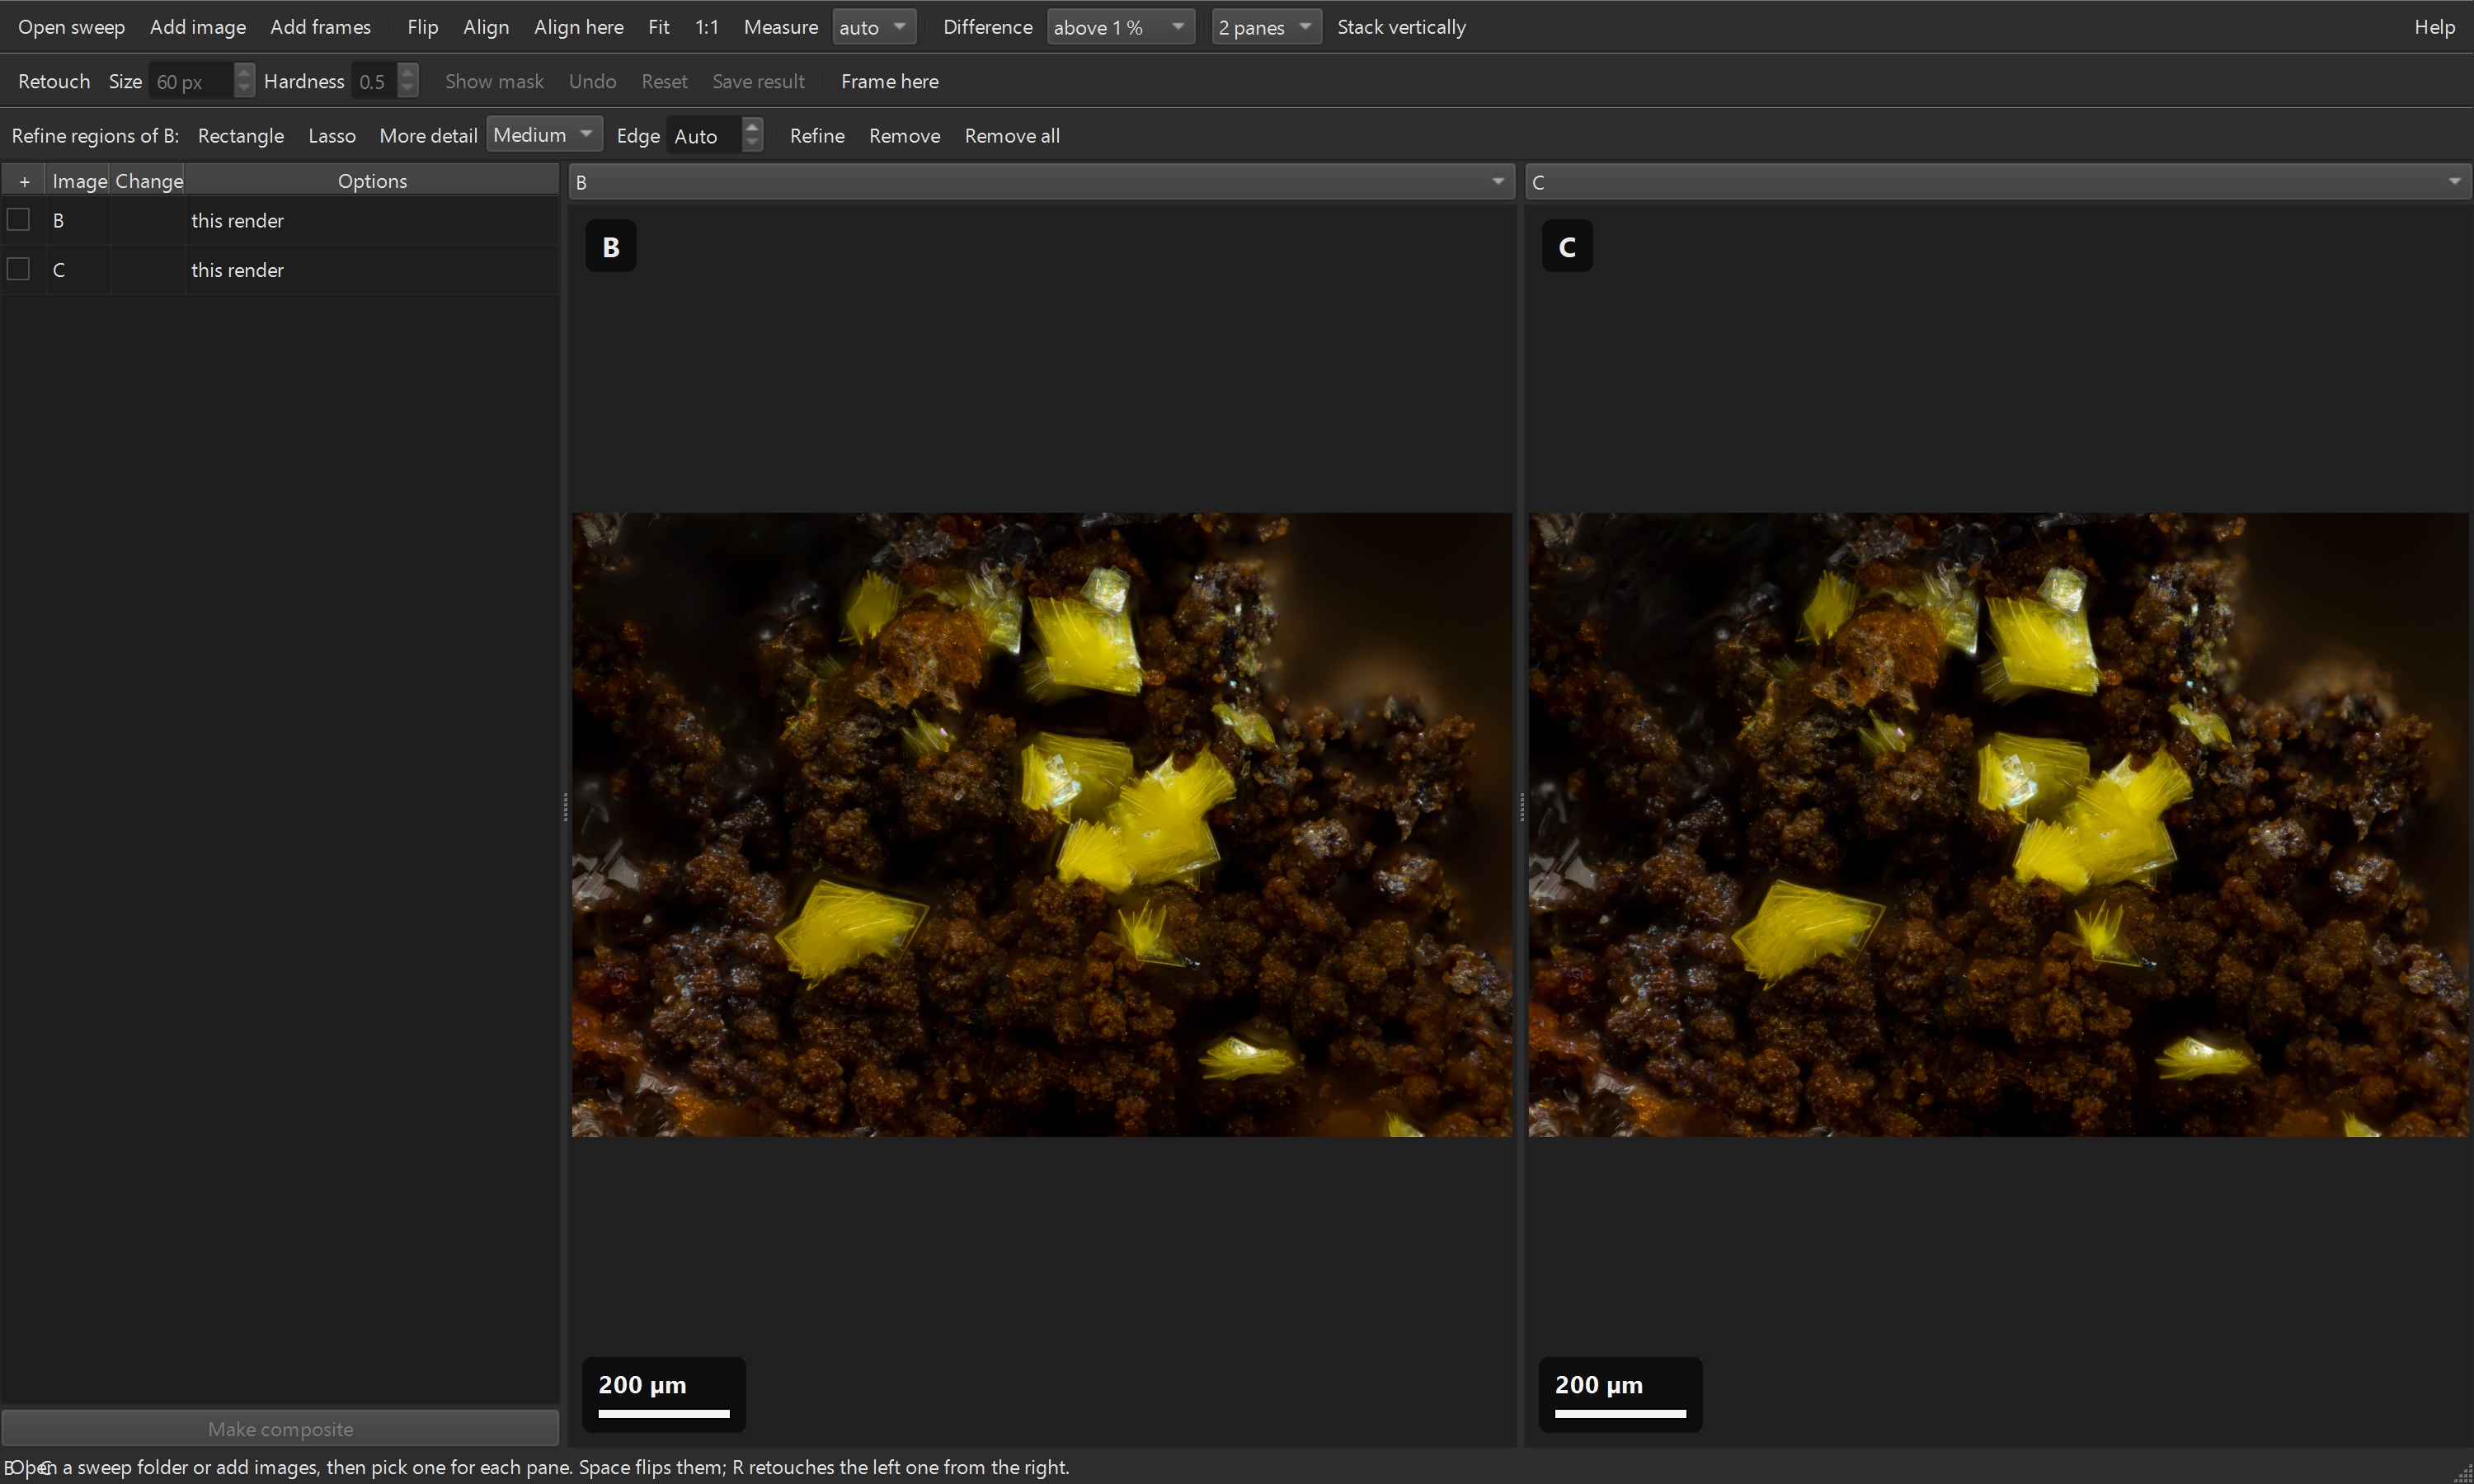 Open sweep Add image Add frames Flip Align Align here Fit 1:1 Measure auto Difference above 1 % 2 panes Stack vertically Help
Retouch Size 60 px Hardness 0.5 Show mask Undo Reset Save result Frame here
Refine regions of B: Rectangle Lasso More detail Medium Edge Auto Refine Remove Remove all
+ Image Change Options
B this render
C this render
Make composite
B
B
200 µm
C
C
200 µm
Open a sweep folder or add images, then pick one for each pane. Space flips them; R retouches the left one from the right.